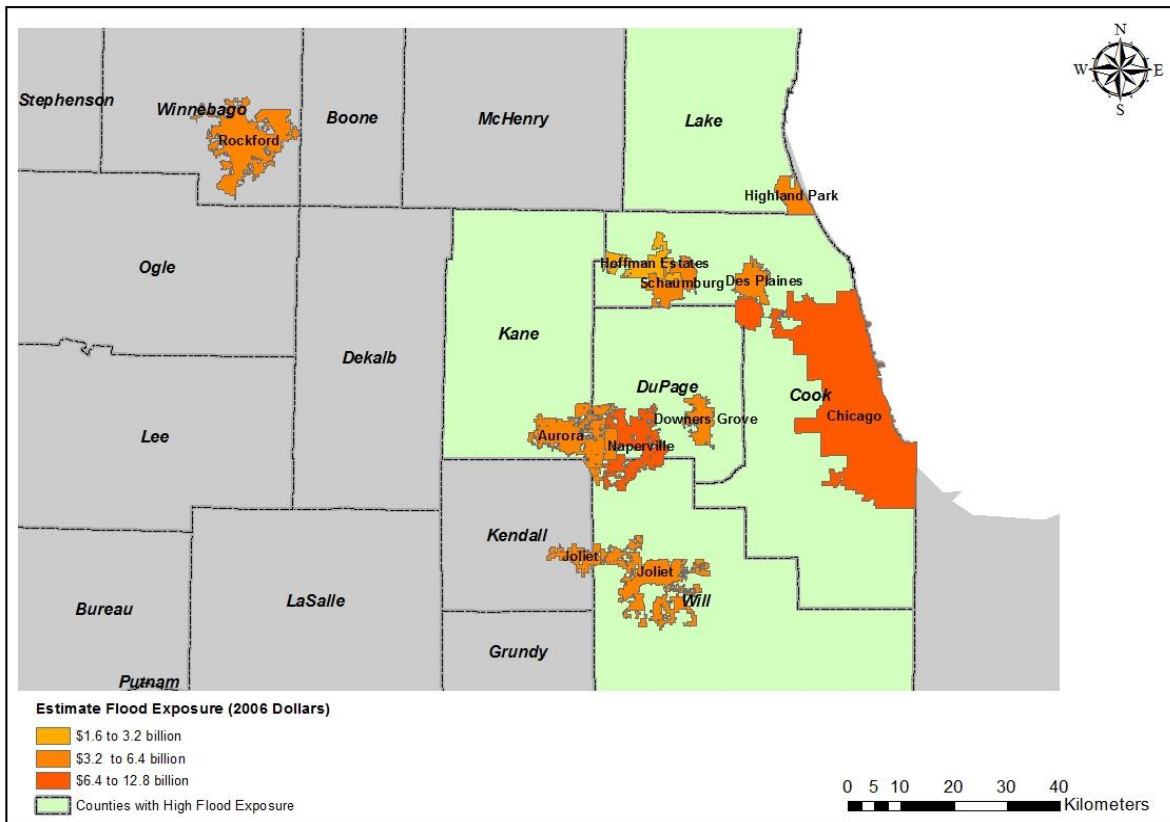 N
W E
S
Stephenson
Winnebago
Boone
McHenry
Lake
Rockford
Highland Park
Ogle
Hoffman Estates
Schaumburg
Des Plaines
Kane
Dekalb
DuPage
Cook
Lee
Downers Grove
Chicago
Aurora
Naperville
Kendall
Joliet
Joliet
Will
LaSalle
Bureau
Grundy
Putnam
Estimate Flood Exposure (2006 Dollars)
$1.6 to 3.2 billion
$3.2 to 6.4 billion
$6.4 to 12.8 billion
Counties with High Flood Exposure
0 5 10 20 30 40
Kilometers